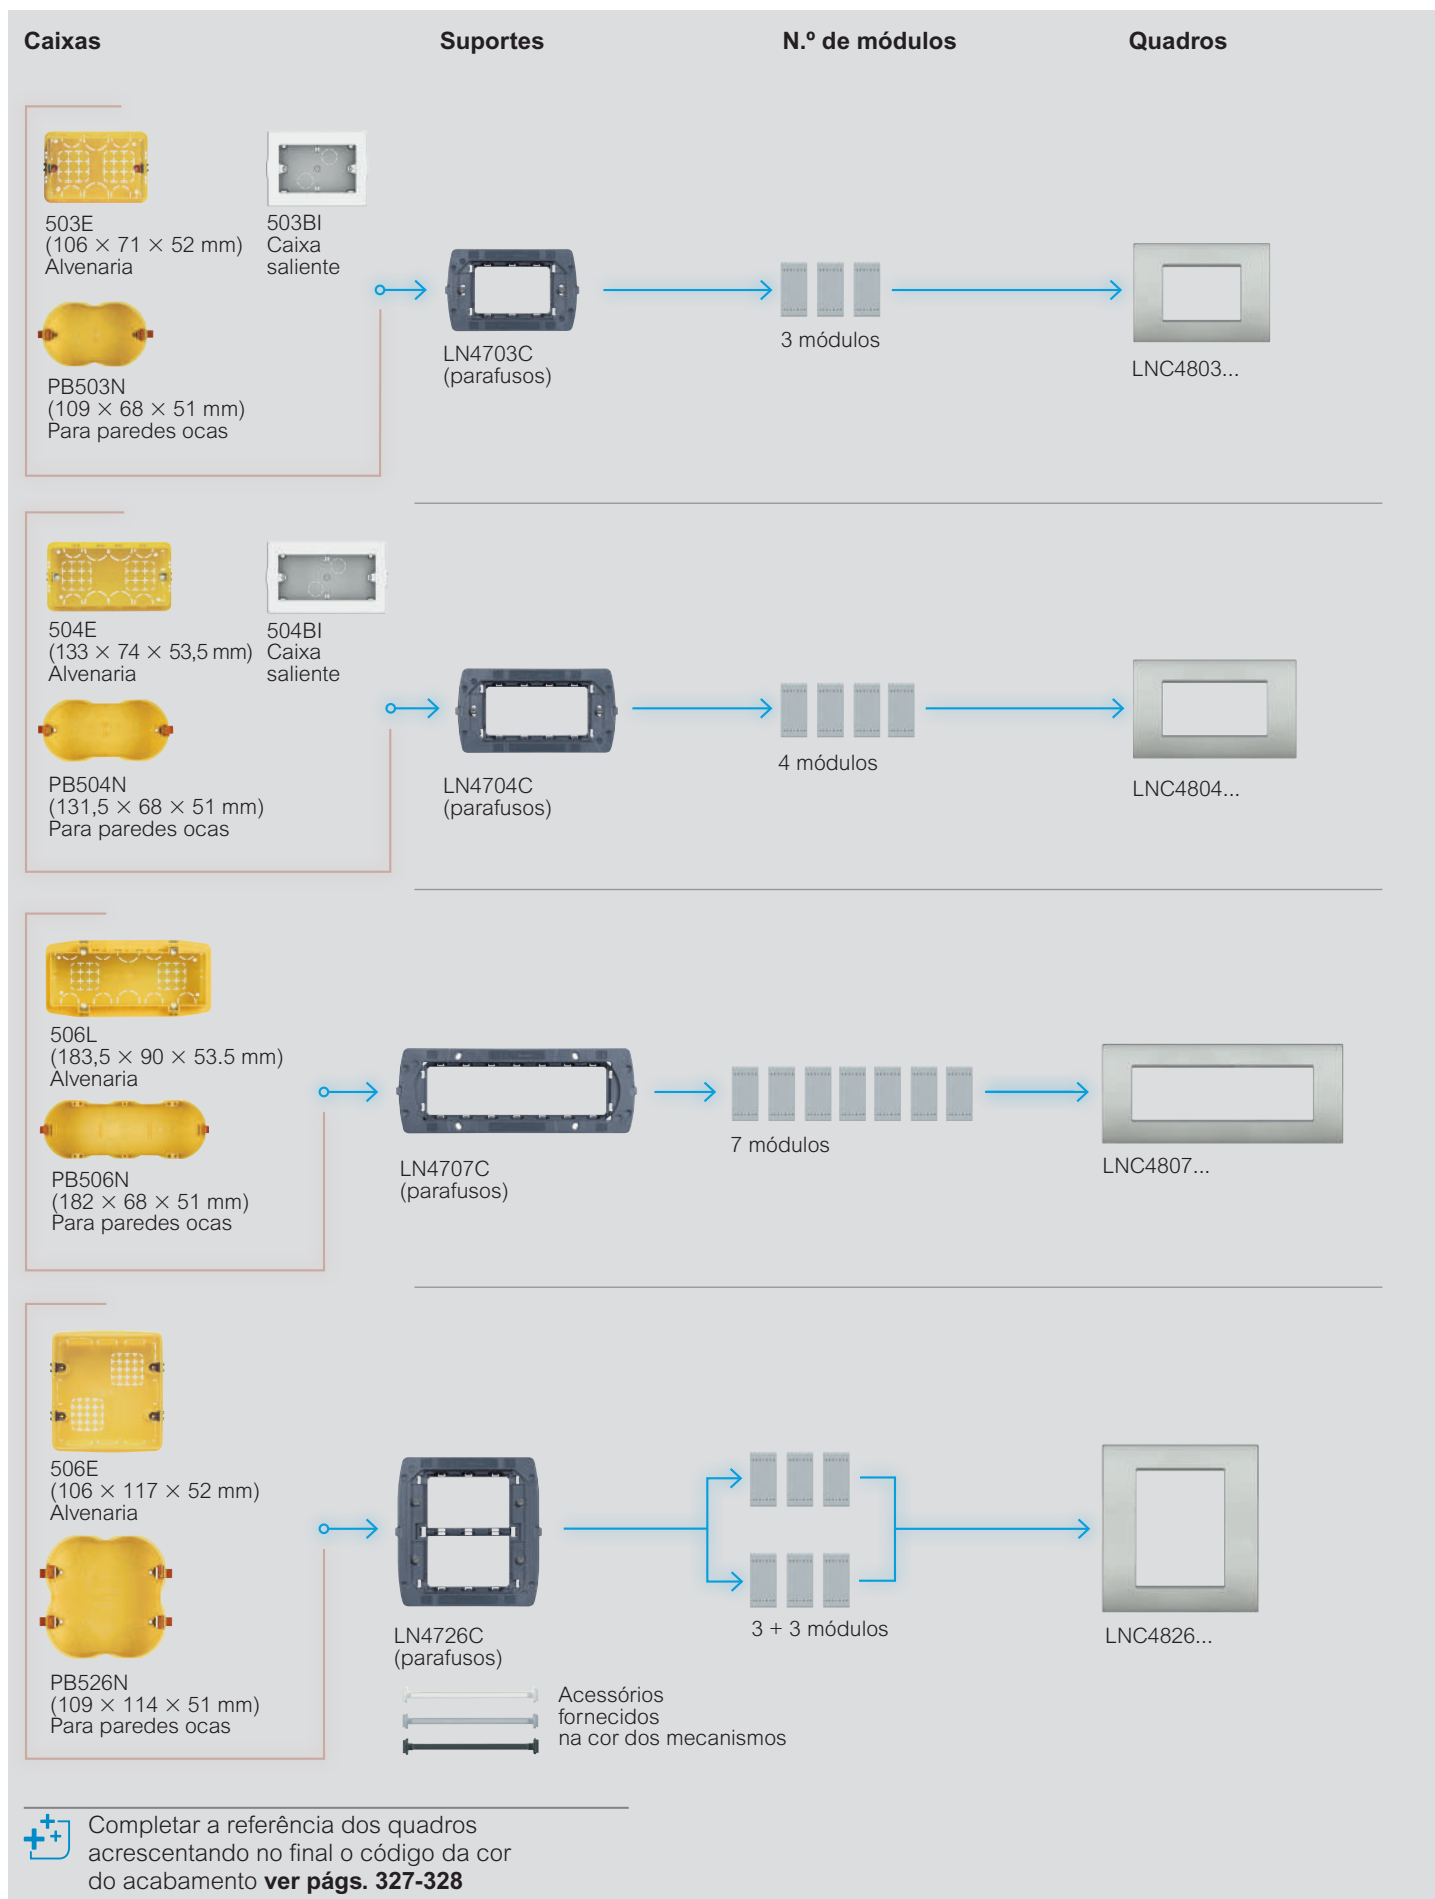 Caixas
Suportes
N.º de módulos
Quadros
503E
(106 × 71 × 52 mm)
Alvenaria
503BI
Caixa
saliente
PB503N
(109 × 68 × 51 mm)
Para paredes ocas
LN4703C
(parafusos)
3 módulos
LNC4803...
504E
(133 × 74 × 53,5 mm)
Alvenaria
504BI
Caixa
saliente
PB504N
(131,5 × 68 × 51 mm)
Para paredes ocas
LN4704C
(parafusos)
4 módulos
LNC4804...
506L
(183,5 × 90 × 53.5 mm)
Alvenaria
PB506N
(182 × 68 × 51 mm)
Para paredes ocas
LN4707C
(parafusos)
7 módulos
LNC4807...
506E
(106 × 117 × 52 mm)
Alvenaria
PB526N
(109 × 114 × 51 mm)
Para paredes ocas
LN4726C
(parafusos)
3 + 3 módulos
LNC4826...
Acessórios
fornecidos
na cor dos mecanismos
Completar a referência dos quadros
acrescentando no final o código da cor
do acabamento ver págs. 327-328